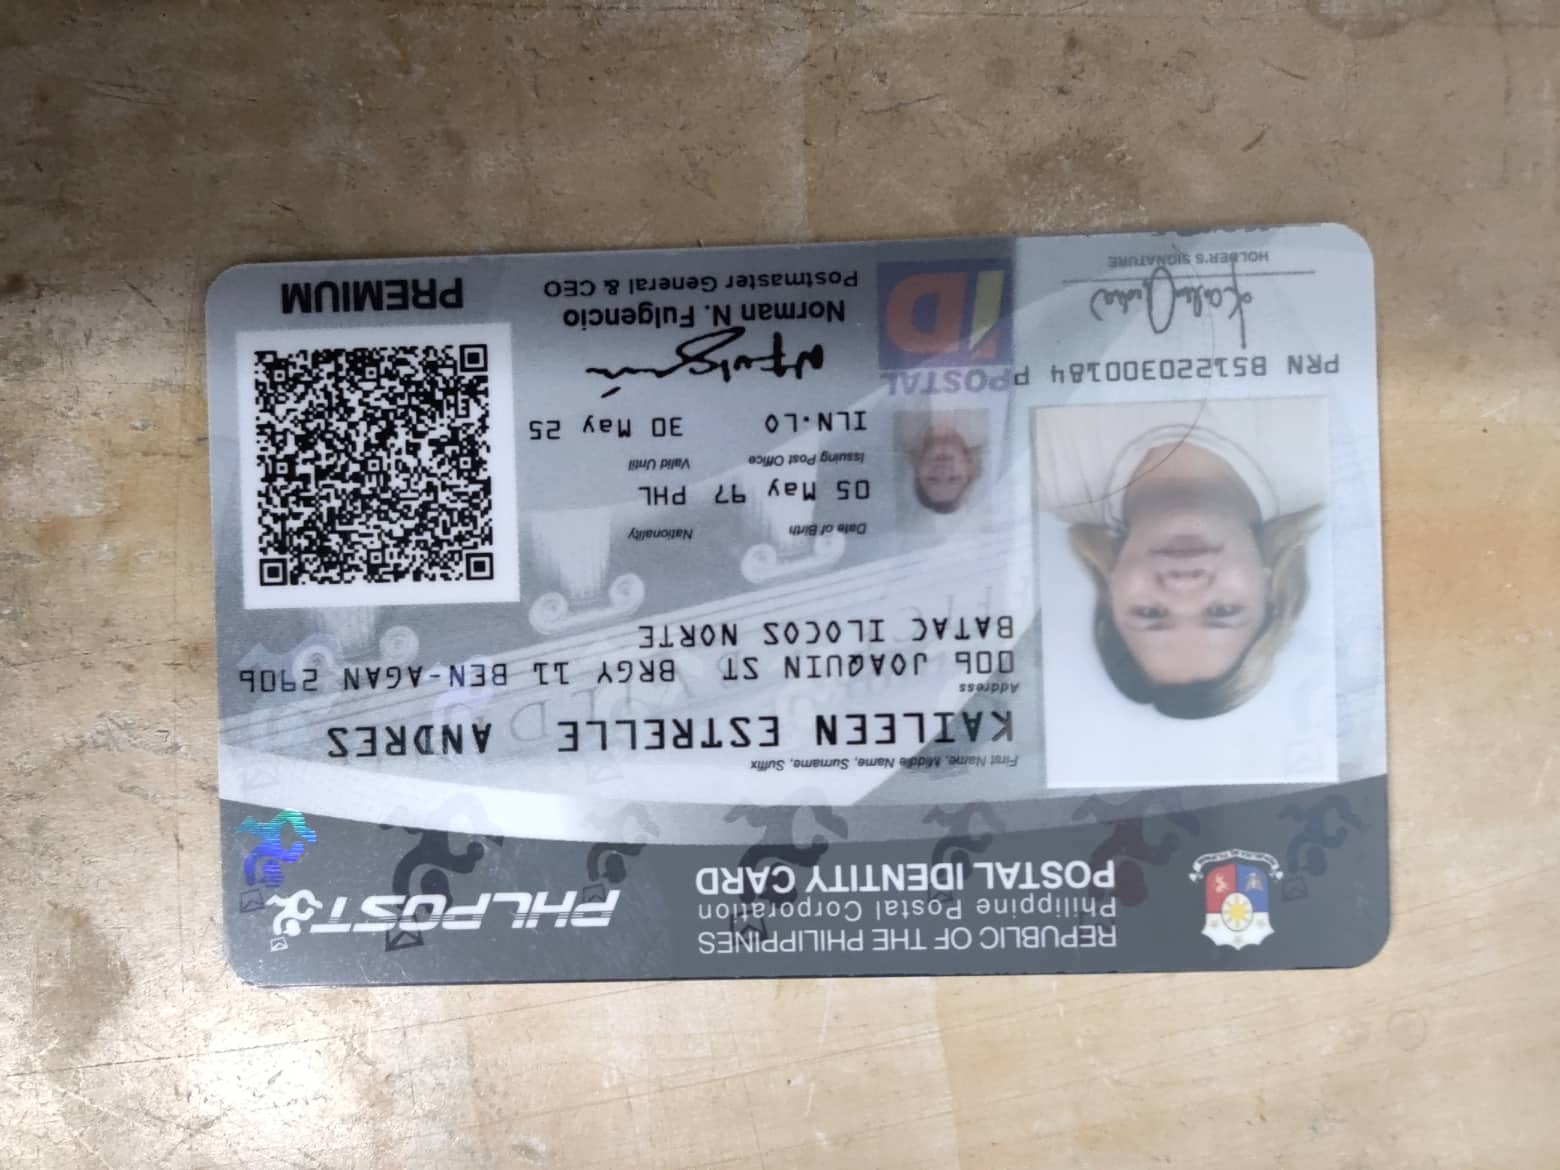 REPUBLIC OF THE PHILIPPINES
Philippine Postal Corporation
POSTAL IDENTITY CARD
PHLPOST
First Name, Middle Name, Surname, Suffix
KAILEEN ESTRELLE ANDRES
Address
006 JOAQUIN ST BRGY 11 BEN-AGAN 2906
BATAC ILOCOS NORTE
Date of Birth Nationality
05 May 97 PHL
Issuing Post Office Valid Until
ILN.LO 30 May 25
PRN 851220300184 P
POSTAL
ID
HOLDER'S SIGNATURE
Norman N. Fulgencio
Postmaster General & CEO
PREMIUM